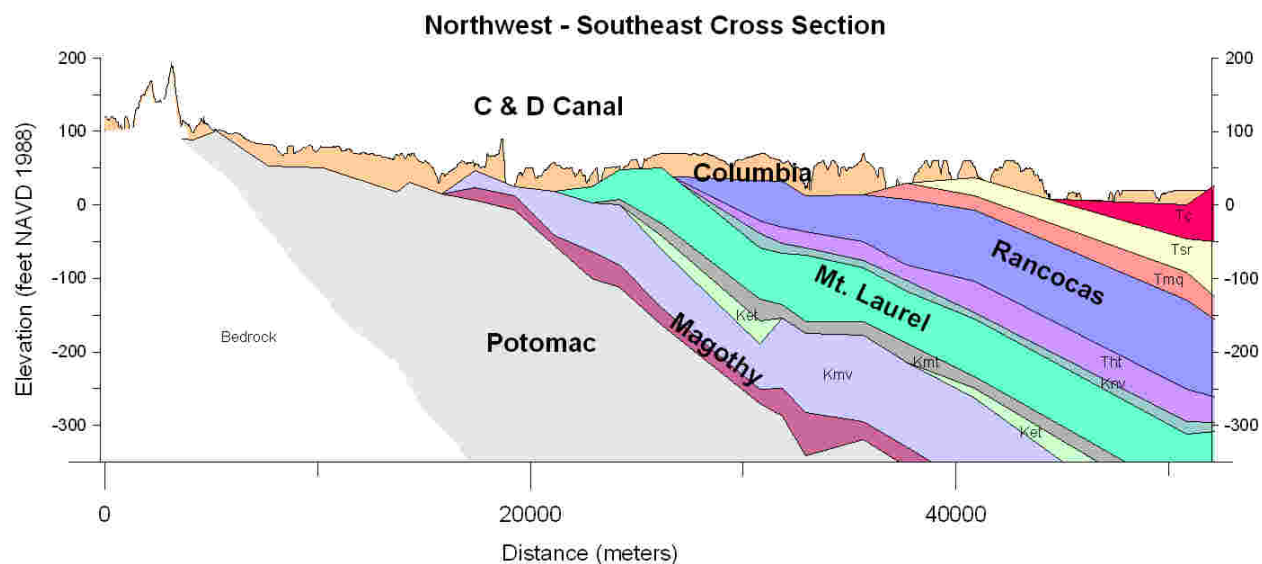 Northwest - Southeast Cross Section
C & D Canal
200
100
0
-100
-200
-300
Elevation (feet NAVD 1988)
200
100
0
-100
-200
-300
Columbia
Tc
Rancocas
Tsr
Tmq
Mt. Laurel
Ket
Magothy
Potomac
Bedrock
Kmt
Tht
Kmv
Knv
Ket
0
20000
40000
Distance (meters)